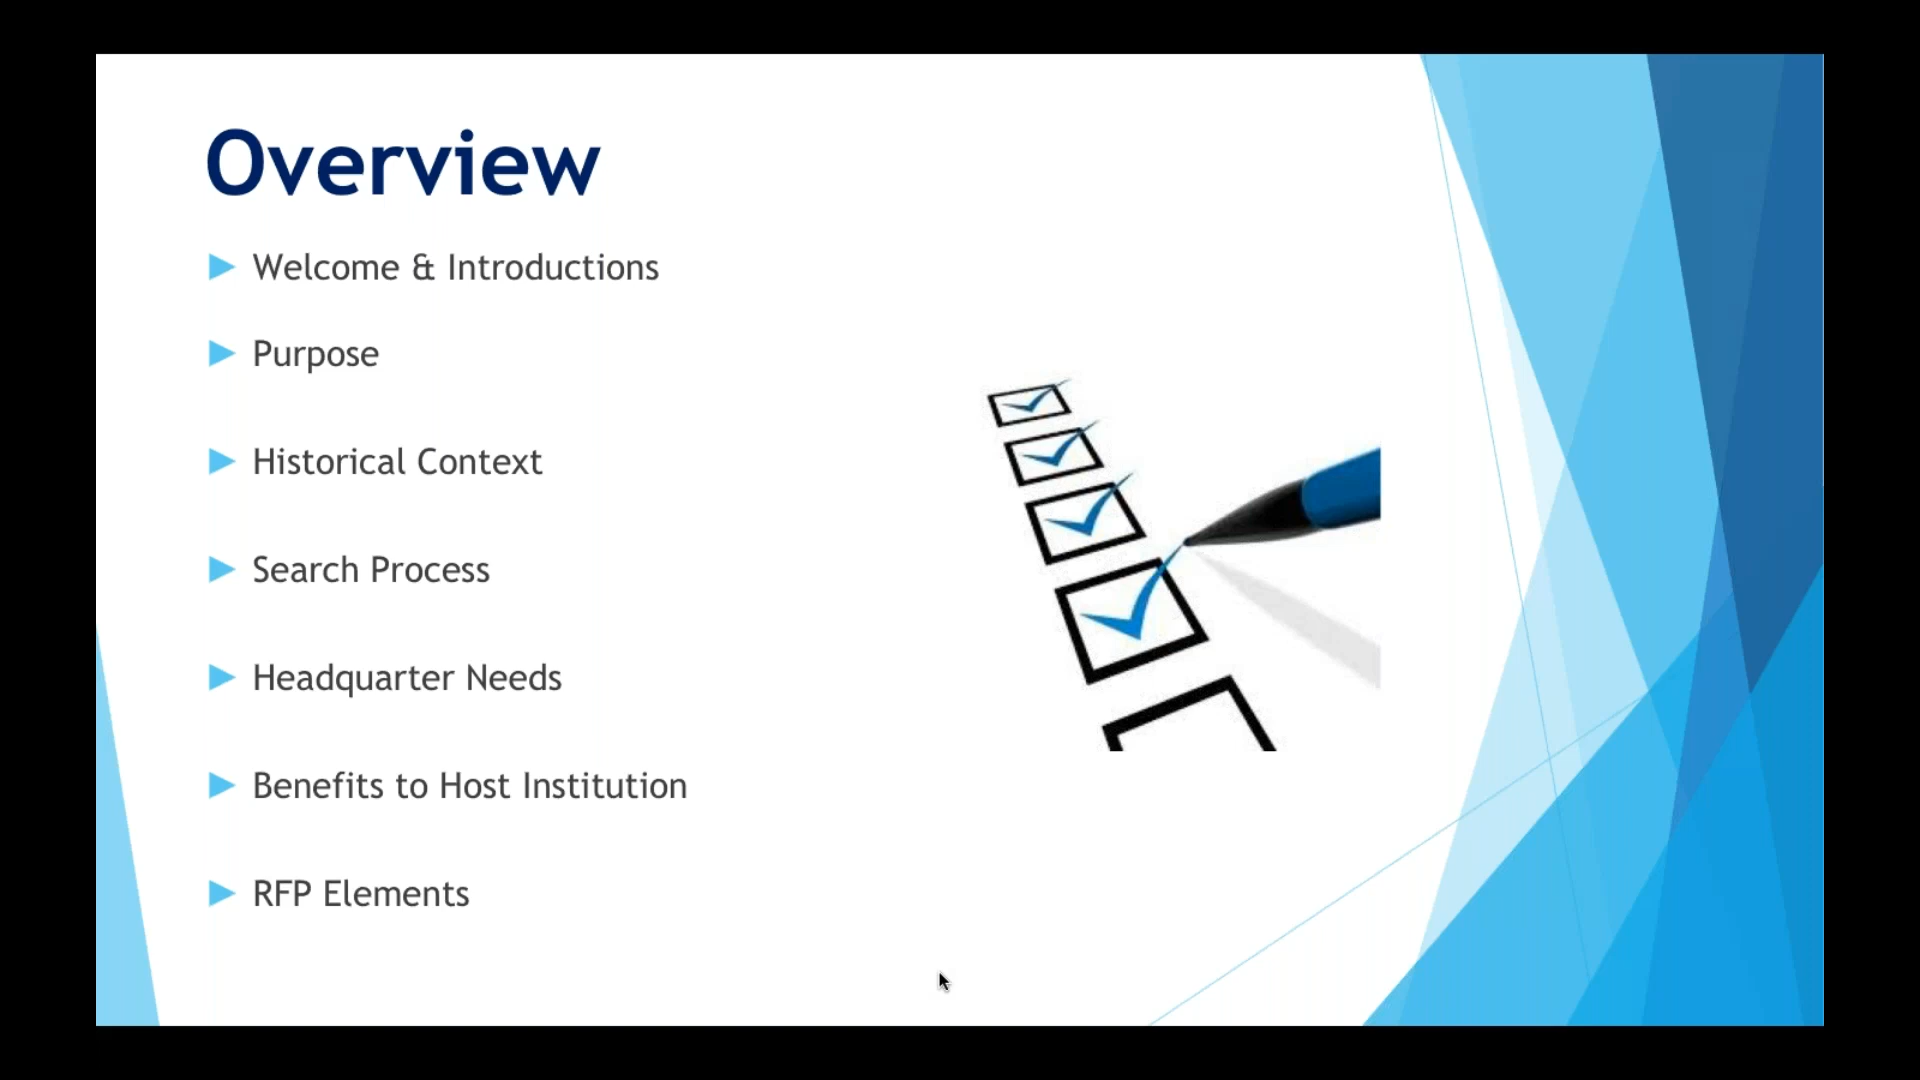 Overview
Welcome & Introductions
Purpose
Historical Context
Search Process
Headquarter Needs
Benefits to Host Institution
RFP Elements